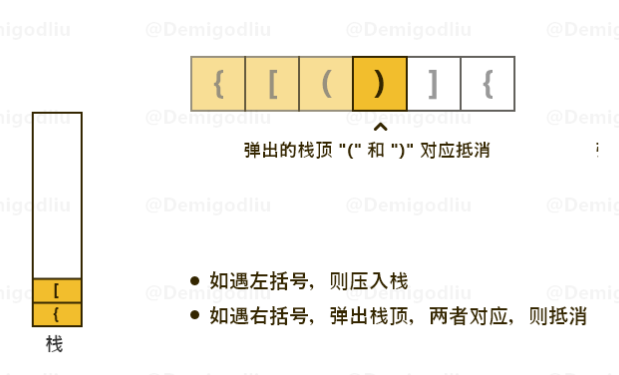 @Demigodliu @Demigodliu @Demigodliu
{ [ ( ) ] {
@Demigodliu @Demigodliu
弹出的栈顶 "(" 和 ")" 对应抵消
@Demigodliu @Demigodliu
• 如遇左括号，则压入栈
[
@Demigodliu @Demigodliu
• 如遇右括号，弹出栈顶，两者对应，则抵消
{
栈